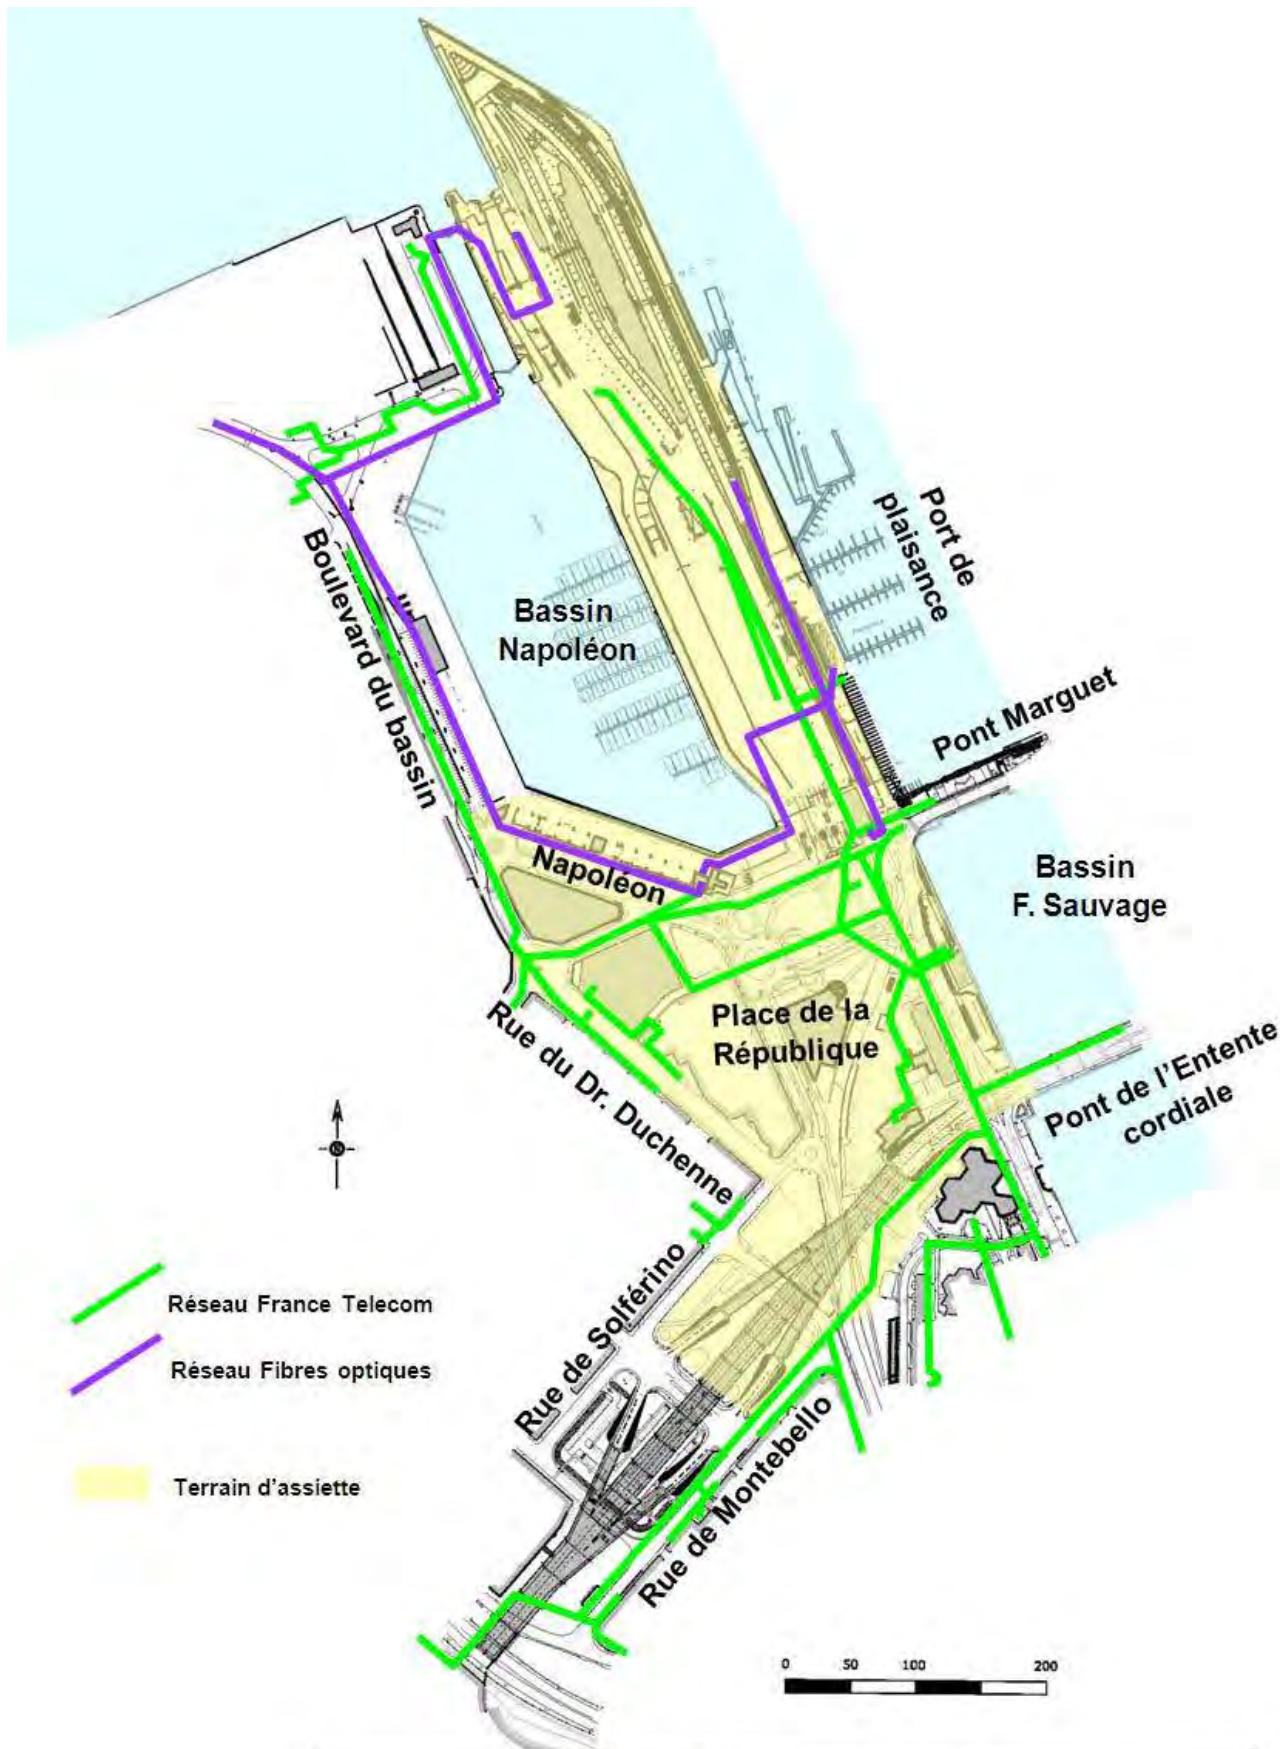 Port de
plaisance
Boulevard du bassin
Bassin
Napoléon
Pont Marguet
Napoléon
Bassin
F. Sauvage
Place de la
République
Rue du Dr. Duchenne
Pont de l'Entente
cordiale
Rue de Solférino
Réseau France Telecom
Réseau Fibres optiques
Rue de Montebello
Terrain d'assiette
0 50 100 200